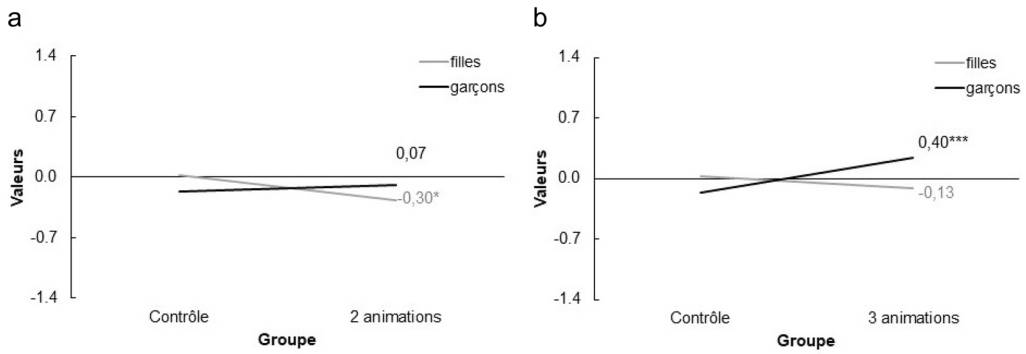 a
1.4
0.7
0.0
-0.7
-1.4
Valeurs
filles
garçons
0,07
-0,30*
Contrôle
2 animations
Groupe
b
1.4
0.7
0.0
-0.7
-1.4
Valeurs
filles
garçons
0,40***
-0,13
Contrôle
3 animations
Groupe